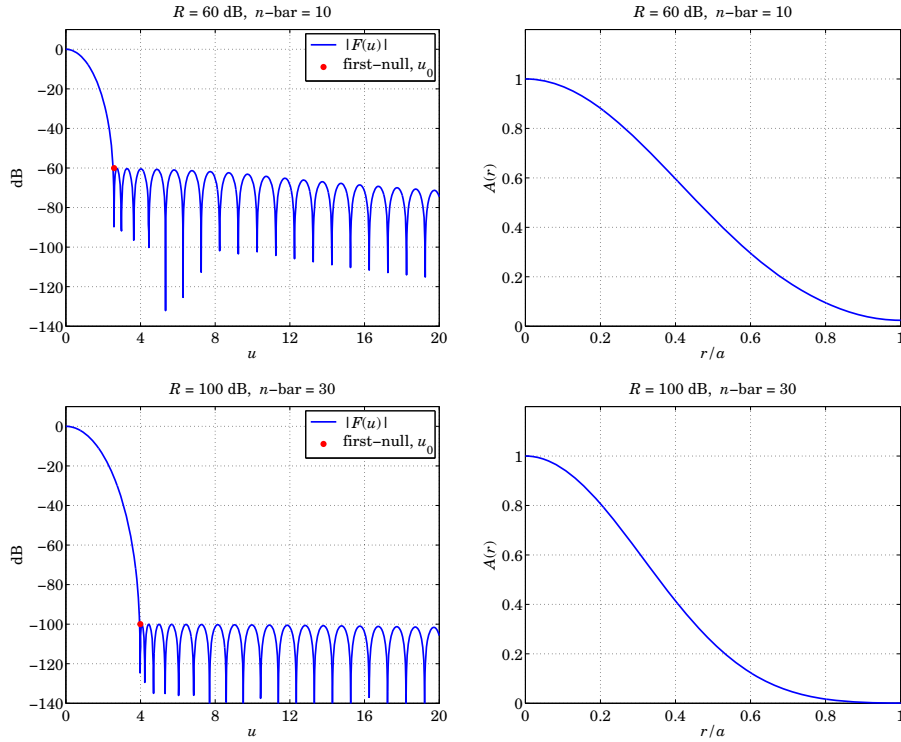 R = 60 dB, n−bar = 10
0
−20
−40
−60
−80
−100
−120
−140
dB
0 4 8 12 16 20
u
|F(u)|
first−null, u0
R = 60 dB, n−bar = 10
1
0.8
0.6
0.4
0.2
0
A(r)
0 0.2 0.4 0.6 0.8 1
r/a
R = 100 dB, n−bar = 30
0
−20
−40
−60
−80
−100
−120
−140
dB
0 4 8 12 16 20
u
|F(u)|
first−null, u0
R = 100 dB, n−bar = 30
1
0.8
0.6
0.4
0.2
0
A(r)
0 0.2 0.4 0.6 0.8 1
r/a